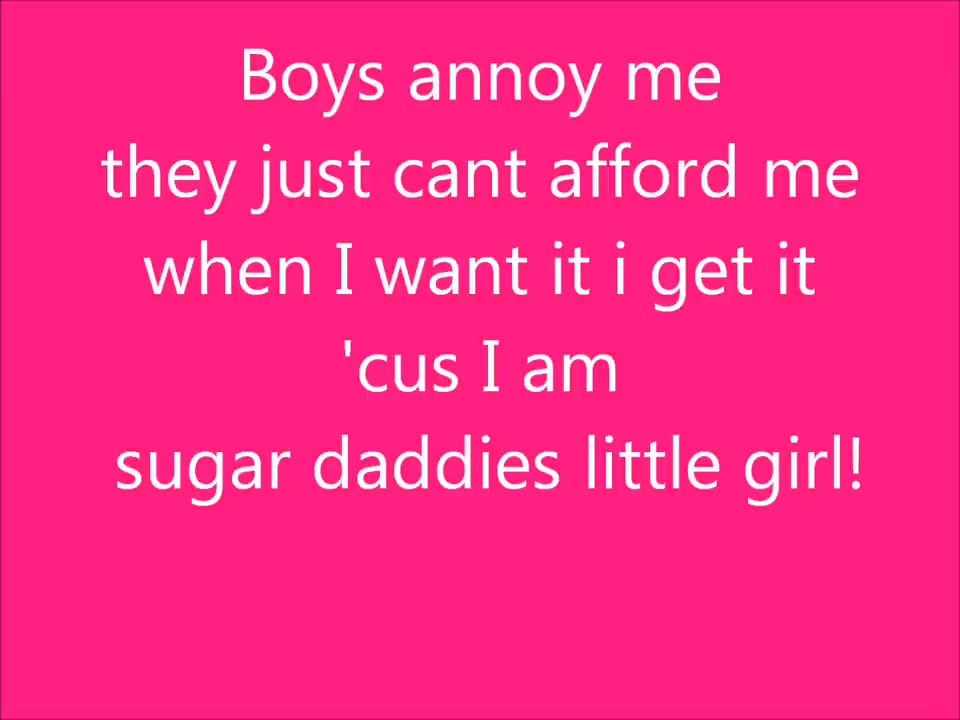 Boys annoy me
they just cant afford me
when I want it i get it
'cus I am
sugar daddies little girl!